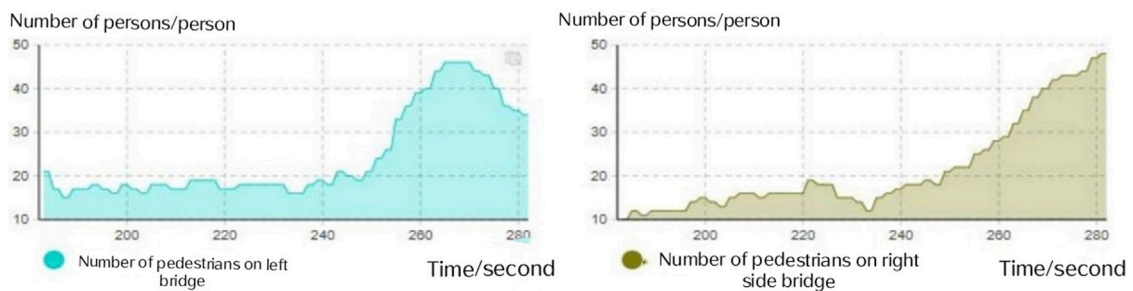 Number of persons/person
50
40
30
20
10
200
220
240
260
280
Number of pedestrians on left
bridge
Time/second
Number of persons/person
50
40
30
20
10
200
220
240
260
280
Number of pedestrians on right
side bridge
Time/second